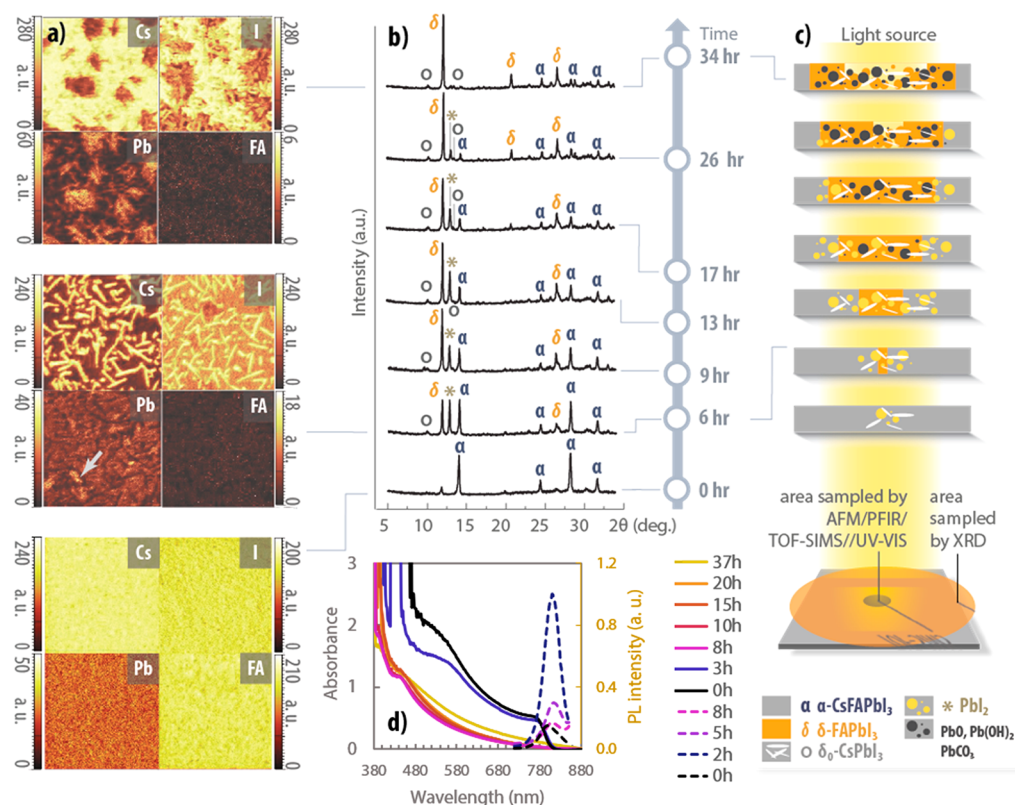 a)
Cs
I
280
a. u.
0
280
a. u.
0
Pb
FA
60
a. u.
0
6
a. u.
0
Cs
I
240
a. u.
0
240
a. u.
0
Pb
FA
40
a. u.
0
18
a. u.
0
Cs
I
240
a. u.
0
200
a. u.
0
Pb
FA
50
a. u.
0
210
a. u.
0
b)
Intensity (a.u.)
δ
o o δ α δ α α
δ * o
o α δ α δ α α
δ * o
o α α δ α α
δ *
o α α δ α α
o
δ * α
o α δ α α
δ * α
o α δ α α
α α α α
5 10 15 20 25 30 2θ (deg.)
Time
34 hr
26 hr
17 hr
13 hr
9 hr
6 hr
0 hr
c)
Light source
area sampled by
AFM/PFIR/
TOF-SIMS//UV-VIS
area
sampled
by XRD
α α-CsFAPbI3
δ δ-FAPbI3
o δ0-CsPbI3
* PbI2
PbO, Pb(OH)2
PbCO3
d)
Absorbance
3
2
1
0
PL intensity (a. u.)
1.2
0.8
0.4
0.0
380 480 580 680 780 880
Wavelength (nm)
37h
20h
15h
10h
8h
3h
0h
8h
5h
2h
0h